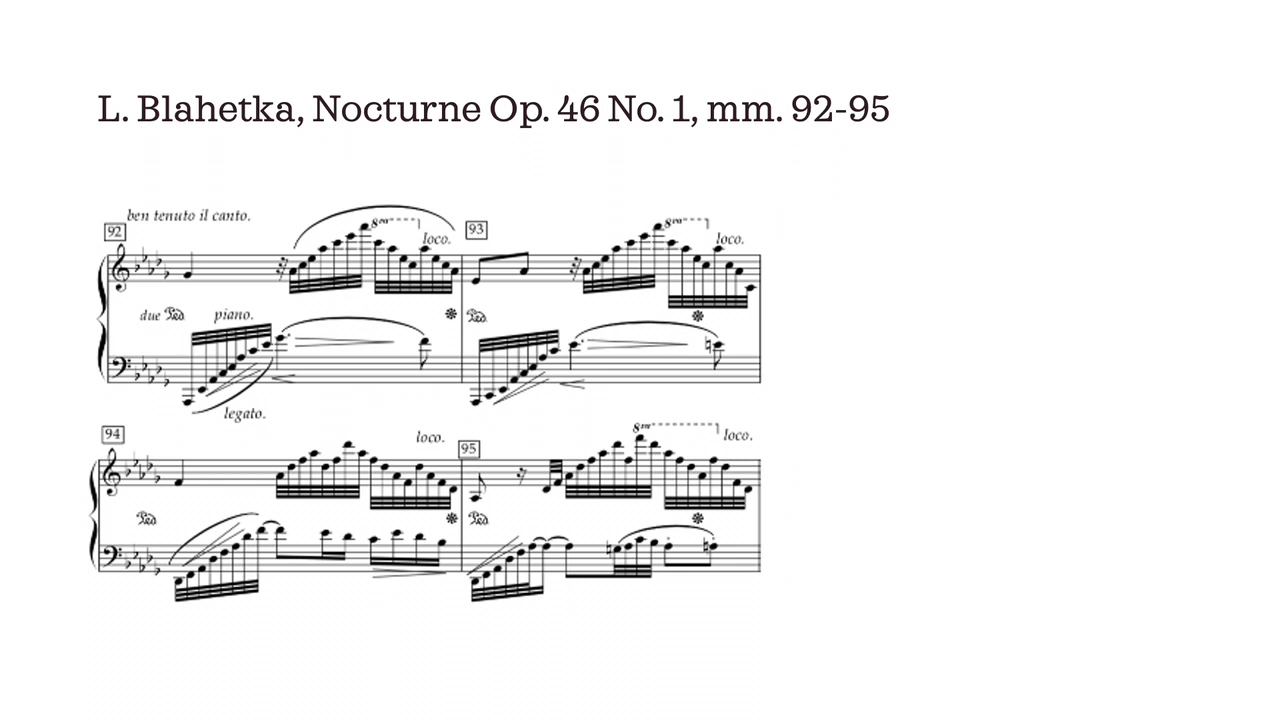 L. Blahetka, Nocturne Op. 46 No. 1, mm. 92-95
ben tenuto il canto.
92
8va
loco.
93
8va
loco.
due Ped piano.
Ped
legato.
94
loco.
95
8va
loco.
Ped
Ped